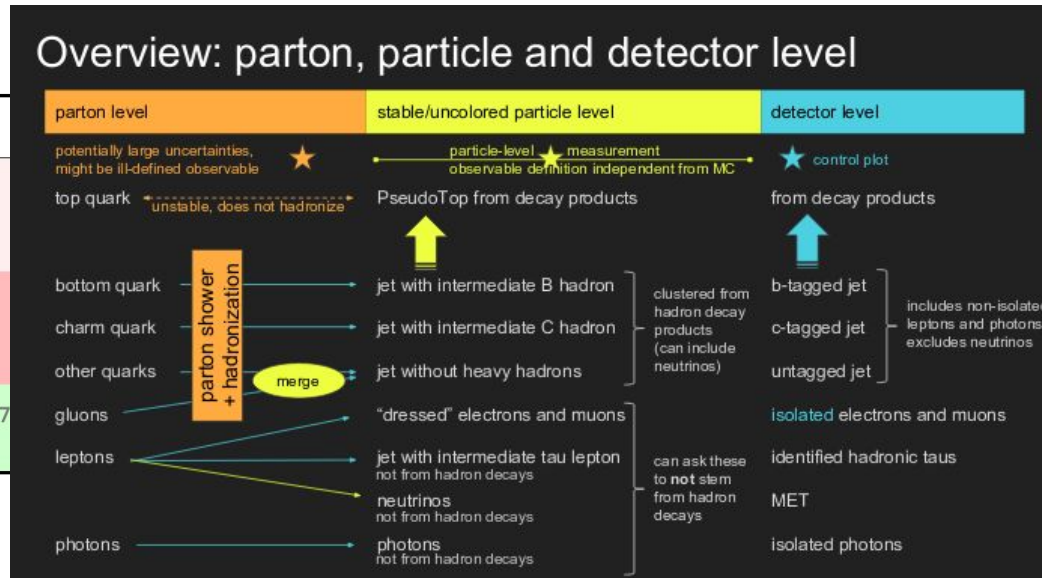 Overview: parton, particle and detector level
parton level
stable/uncolored particle level
detector level
potentially large uncertainties,
might be ill-defined observable
particle-level measurement
observable definition independent from MC
control plot
top quark
unstable, does not hadronize
PseudoTop from decay products
from decay products
parton shower
+ hadronization
bottom quark
jet with intermediate B hadron
b-tagged jet
charm quark
jet with intermediate C hadron
c-tagged jet
other quarks
merge
jet without heavy hadrons
untagged jet
clustered from
hadron decay
products
(can include
neutrinos)
includes non-isolate
leptons and photons
excludes neutrinos
7
gluons
"dressed" electrons and muons
isolated electrons and muons
leptons
jet with intermediate tau lepton
not from hadron decays
identified hadronic taus
neutrinos
not from hadron decays
MET
can ask these
to not stem
from hadron
decays
photons
photons
not from hadron decays
isolated photons